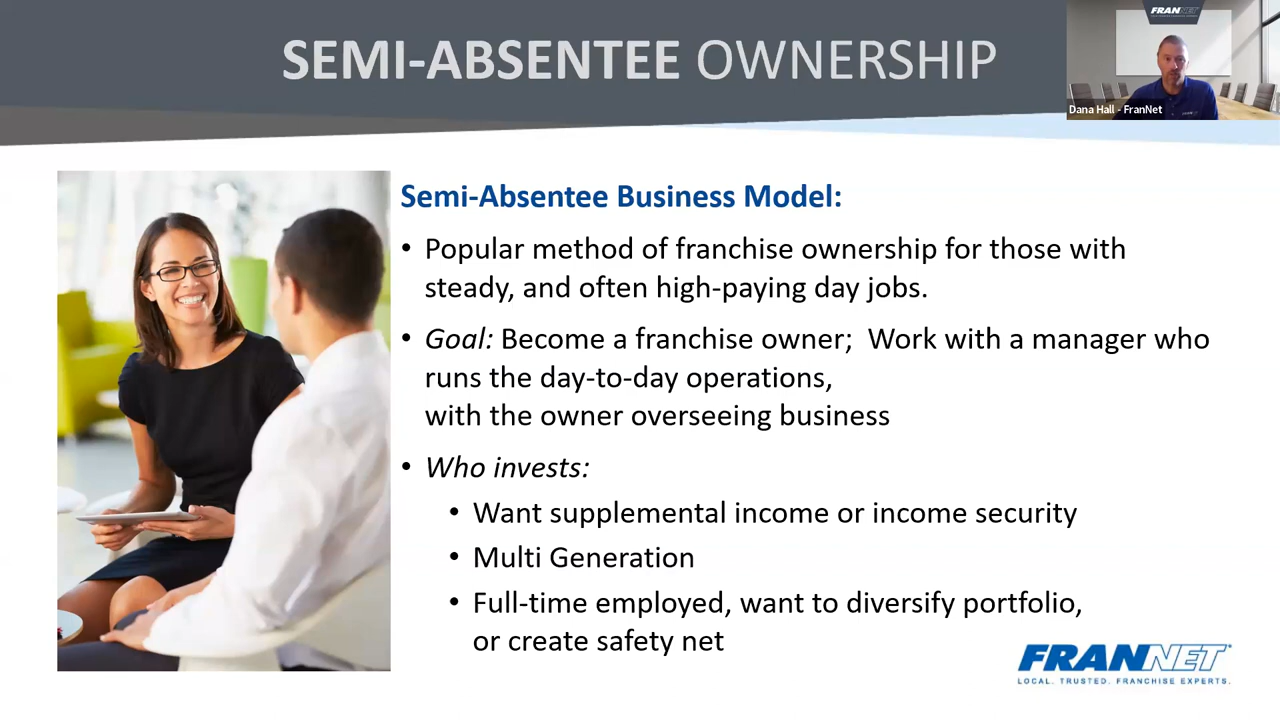 SEMI-ABSENTEE OWNERSHIP
FRANNET
Dana Hall - FranNet
Semi-Absentee Business Model:
• Popular method of franchise ownership for those with
steady, and often high-paying day jobs.
• Goal: Become a franchise owner;  Work with a manager who
runs the day-to-day operations,
with the owner overseeing business
• Who invests:
• Want supplemental income or income security
• Multi Generation
• Full-time employed, want to diversify portfolio,
or create safety net
FRANNET
LOCAL. TRUSTED. FRANCHISE EXPERTS.